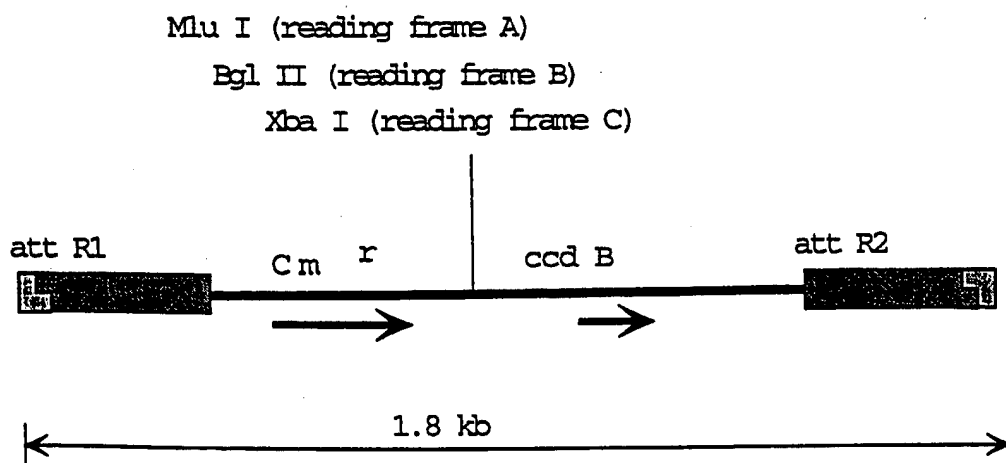 Mlu I (reading frame A)
Bgl II (reading frame B)
Xba I (reading frame C)
att R1
Cm r
ccd B
att R2
1.8 kb